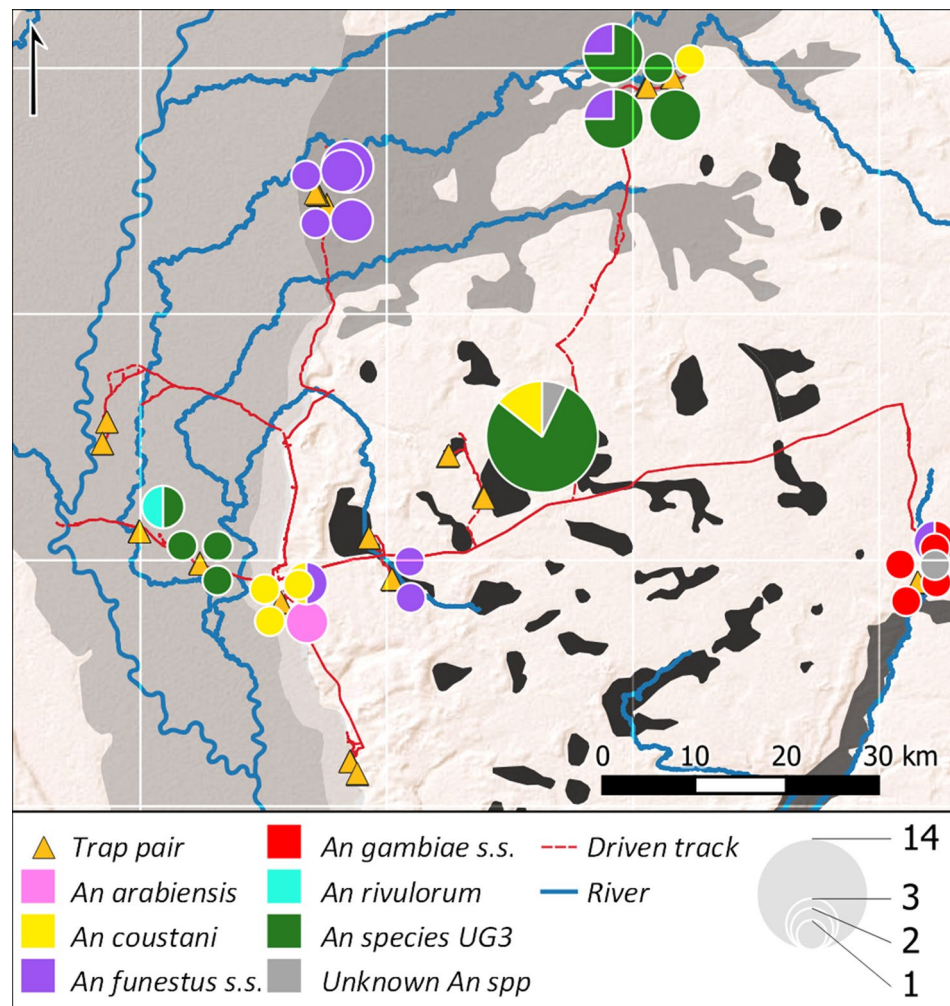 0 10 20 30 km
Trap pair
An gambiae s.s.
Driven track
14
An arabiensis
An rivulorum
River
3
An coustani
An species UG3
2
An funestus s.s.
Unknown An spp
1